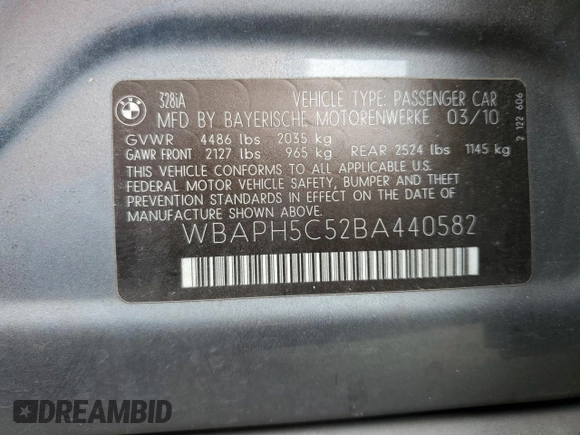 BMW
328iA VEHICLE TYPE: PASSENGER CAR
MFD BY BAYERISCHE MOTORENWERKE 03/10
GVWR 4486 lbs 2035 kg
GAWR FRONT 2127 lbs 965 kg REAR 2524 lbs 1145 kg
THIS VEHICLE CONFORMS TO ALL APPLICABLE U.S.
FEDERAL MOTOR VEHICLE SAFETY, BUMPER AND THEFT
PREVENTION STANDARDS IN EFFECT ON THE DATE OF
MANUFACTURE SHOWN ABOVE.
WBAPH5C52BA440582
2 122 606
DREAMBID